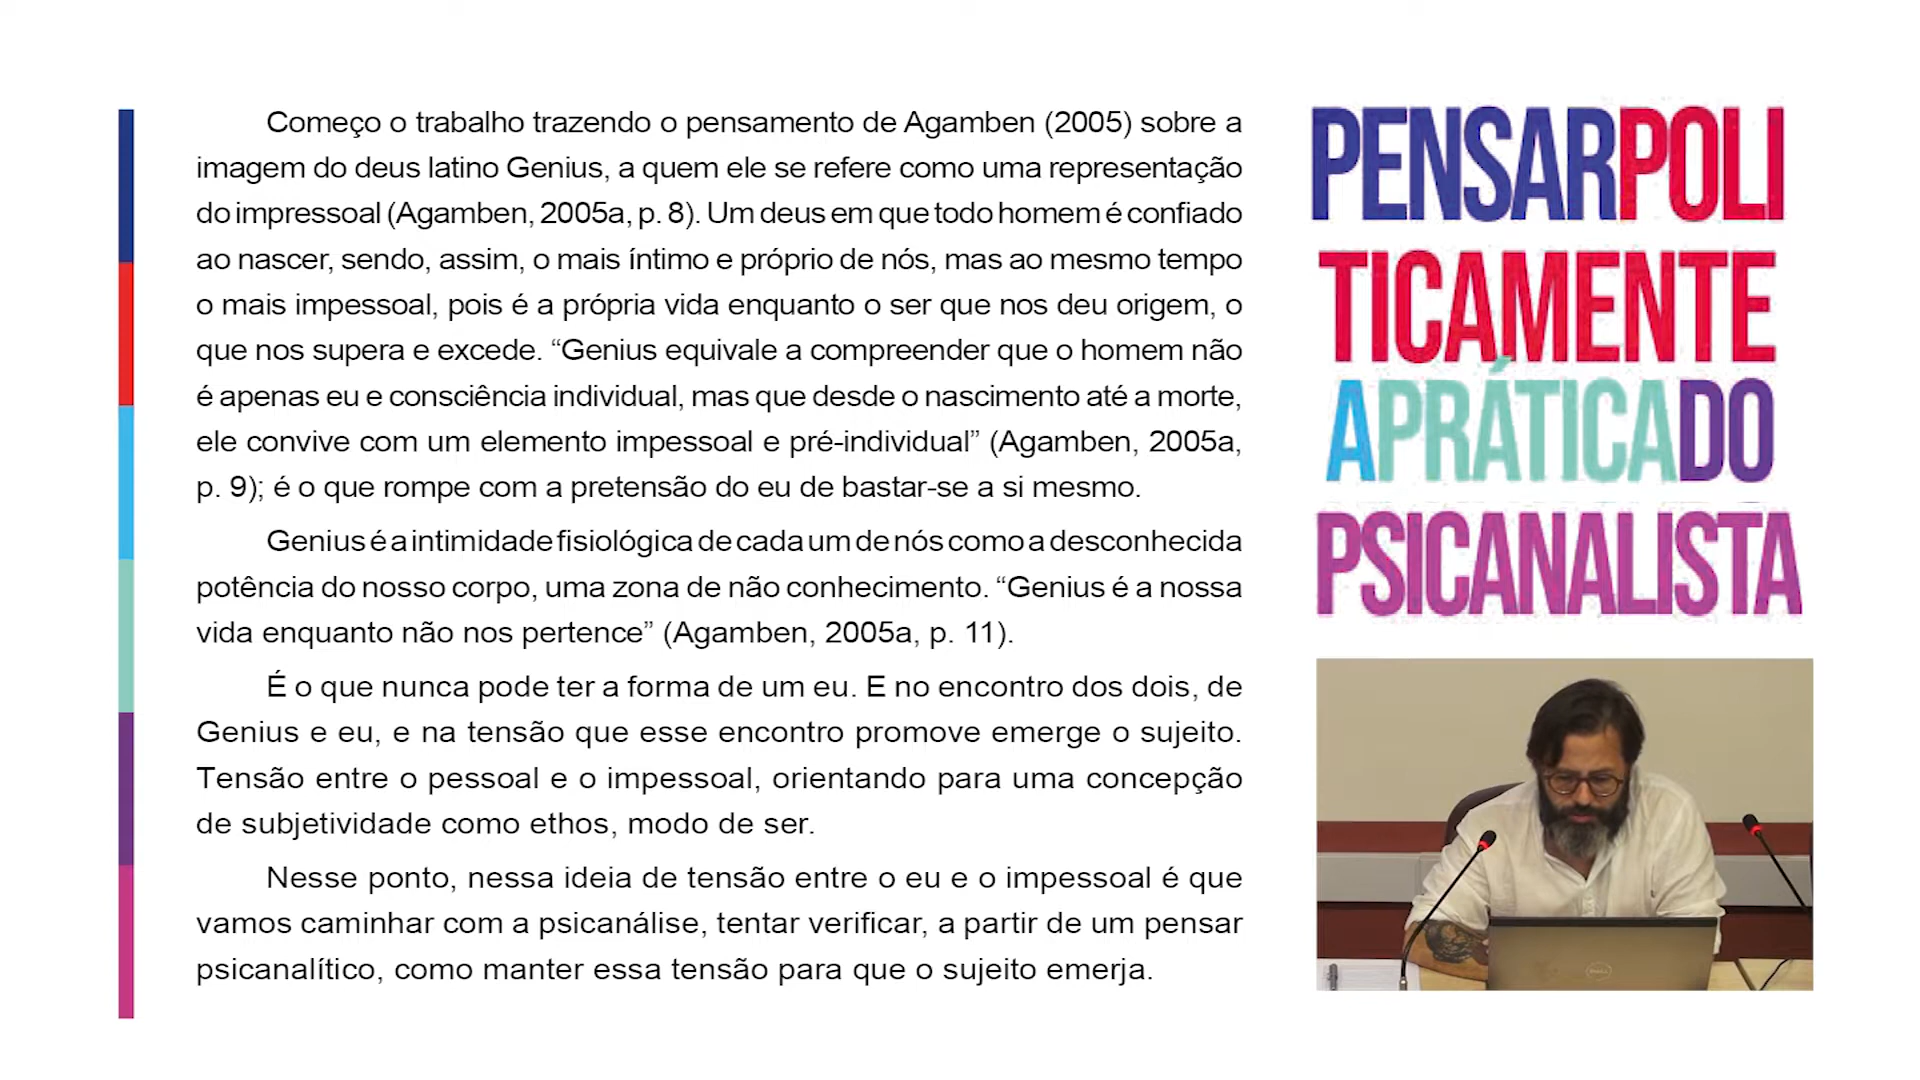 Começo o trabalho trazendo o pensamento de Agamben (2005) sobre a
imagem do deus latino Genius, a quem ele se refere como uma representação
do impressoal (Agamben, 2005a, p. 8). Um deus em que todo homem é confiado
ao nascer, sendo, assim, o mais íntimo e próprio de nós, mas ao mesmo tempo
o mais impessoal, pois é a própria vida enquanto o ser que nos deu origem, o
que nos supera e excede. “Genius equivale a compreender que o homem não
é apenas eu e consciência individual, mas que desde o nascimento até a morte,
ele convive com um elemento impessoal e pré-individual” (Agamben, 2005a,
p. 9); é o que rompe com a pretensão do eu de bastar-se a si mesmo.
Genius é a intimidade fisiológica de cada um de nós como a desconhecida
potência do nosso corpo, uma zona de não conhecimento. “Genius é a nossa
vida enquanto não nos pertence” (Agamben, 2005a, p. 11).
É o que nunca pode ter a forma de um eu. E no encontro dos dois, de
Genius e eu, e na tensão que esse encontro promove emerge o sujeito.
Tensão entre o pessoal e o impessoal, orientando para uma concepção
de subjetividade como ethos, modo de ser.
Nesse ponto, nessa ideia de tensão entre o eu e o impessoal é que
vamos caminhar com a psicanálise, tentar verificar, a partir de um pensar
psicanalítico, como manter essa tensão para que o sujeito emerja.
PENSARPOLI
TICAMENTE
APRÁTICADO
PSICANALISTA
DELL